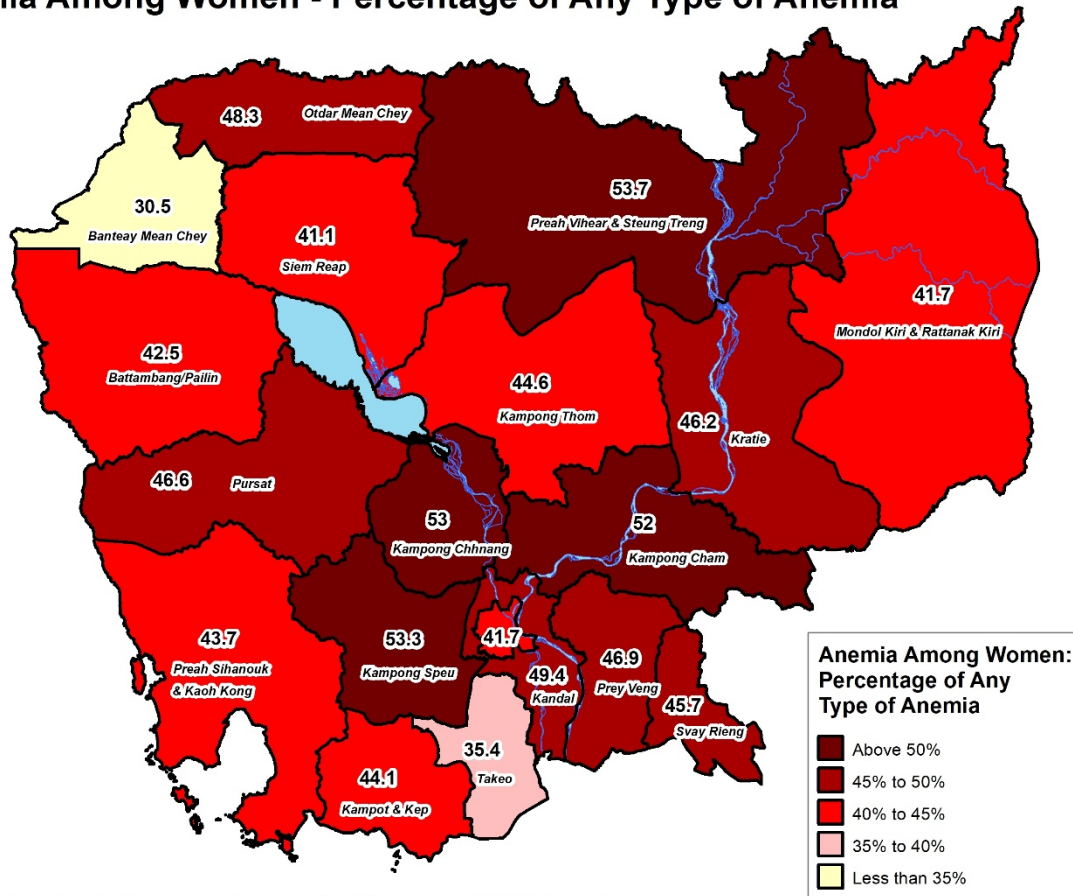 ia Among Women - Percentage of Any Type of Anemia
48.3
Otdar Mean Chey
30.5
Banteay Mean Chey
41.1
Siem Reap
53.7
Preah Vihear & Steung Treng
41.7
Mondol Kiri & Rattanak Kiri
42.5
Battambang/Pailin
44.6
Kampong Thom
46.2
Kratie
46.6
Pursat
53
Kampong Chhnang
52
Kampong Cham
43.7
Preah Sihanouk
& Kaoh Kong
53.3
Kampong Speu
41.7
49.4
Kandal
46.9
Prey Veng
45.7
Svay Rieng
35.4
Takeo
44.1
Kampot & Kep
Anemia Among Women:
Percentage of Any
Type of Anemia
Above 50%
45% to 50%
40% to 45%
35% to 40%
Less than 35%